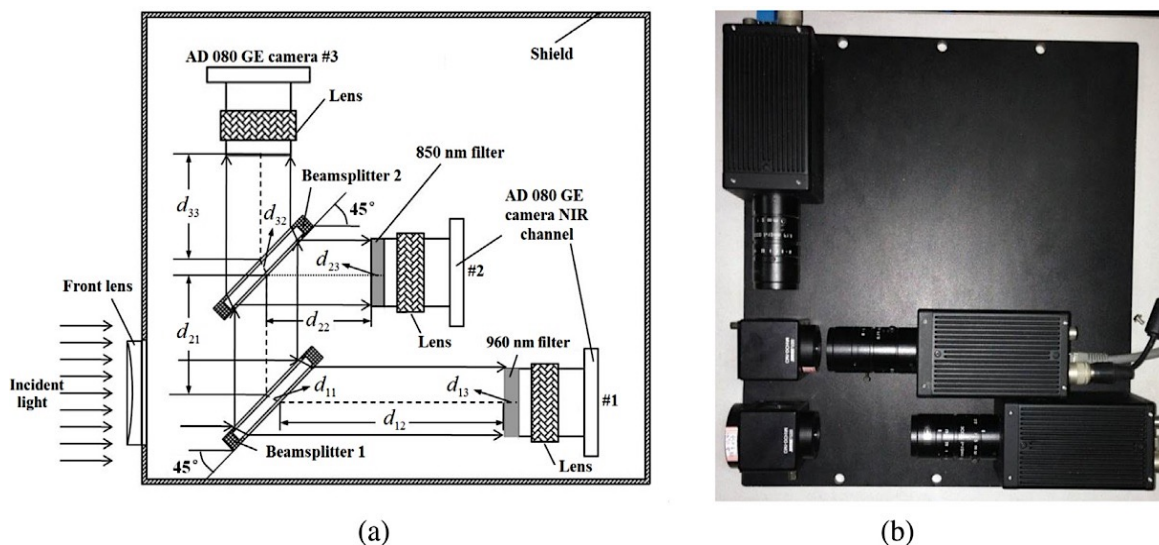 AD 080 GE camera #3
Shield
Lens
850 nm filter
Beamsplitter 2
45°
AD 080 GE
camera NIR
channel
d33
d32
d23
#2
Front lens
d21
d22
Lens
960 nm filter
Incident
light
d11
d13
#1
d12
Beamsplitter 1
Lens
45°
(a)
(b)